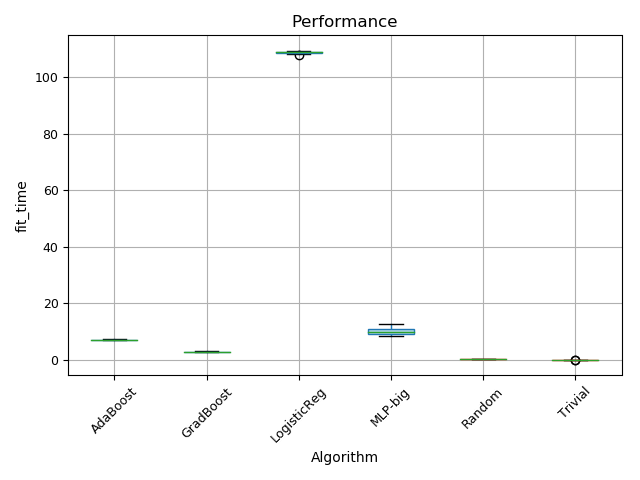 Performance
100
80
60
40
20
0
fit_time
AdaBoost
GradBoost
LogisticReg
MLP-big
Random
Trivial
Algorithm